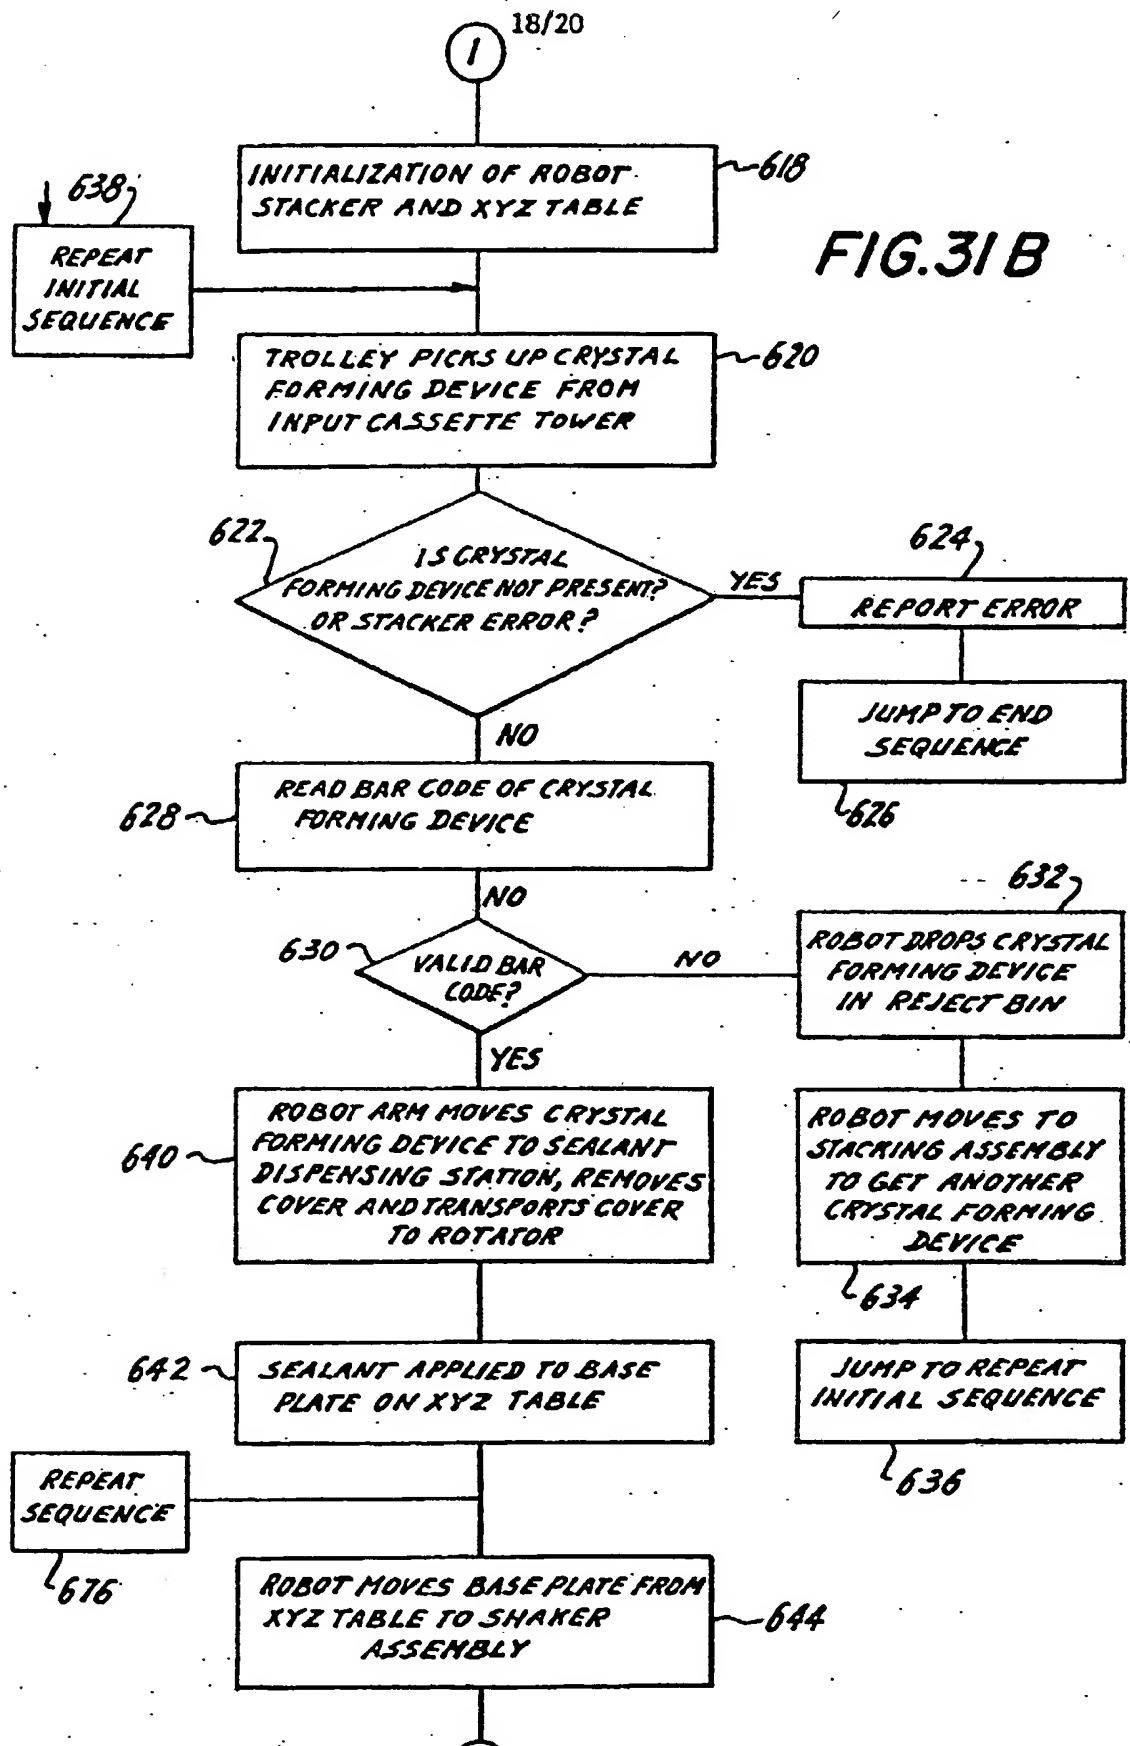 18/20
1
INITIALIZATION OF ROBOT
STACKER AND XYZ TABLE
618
638
REPEAT
INITIAL
SEQUENCE
FIG.31B
TROLLEY PICKS UP CRYSTAL
FORMING DEVICE FROM
INPUT CASSETTE TOWER
620
622
IS CRYSTAL
FORMING DEVICE NOT PRESENT?
OR STACKER ERROR?
YES
624
REPORT ERROR
JUMP TO END
SEQUENCE
626
NO
READ BAR CODE OF CRYSTAL
FORMING DEVICE
628
NO
630
VALID BAR
CODE?
NO
632
ROBOT DROPS CRYSTAL
FORMING DEVICE
IN REJECT BIN
YES
ROBOT ARM MOVES CRYSTAL
FORMING DEVICE TO SEALANT
DISPENSING STATION, REMOVES
COVER AND TRANSPORTS COVER
TO ROTATOR
640
ROBOT MOVES TO
STACKING ASSEMBLY
TO GET ANOTHER
CRYSTAL FORMING
DEVICE
634
642
SEALANT APPLIED TO BASE
PLATE ON XYZ TABLE
JUMP TO REPEAT
INITIAL SEQUENCE
636
REPEAT
SEQUENCE
676
ROBOT MOVES BASE PLATE FROM
XYZ TABLE TO SHAKER
ASSEMBLY
644